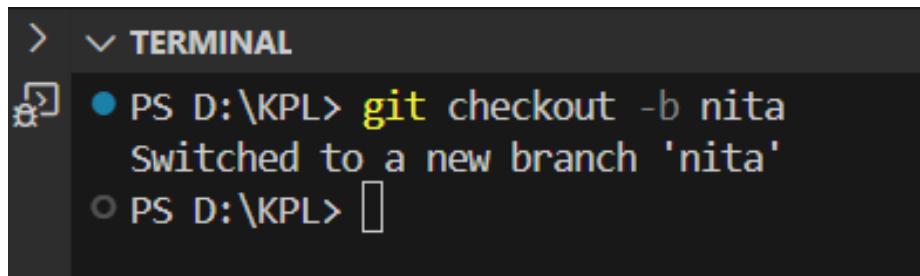 TERMINAL
PS D:\KPL> git checkout -b nita
Switched to a new branch 'nita'
PS D:\KPL>